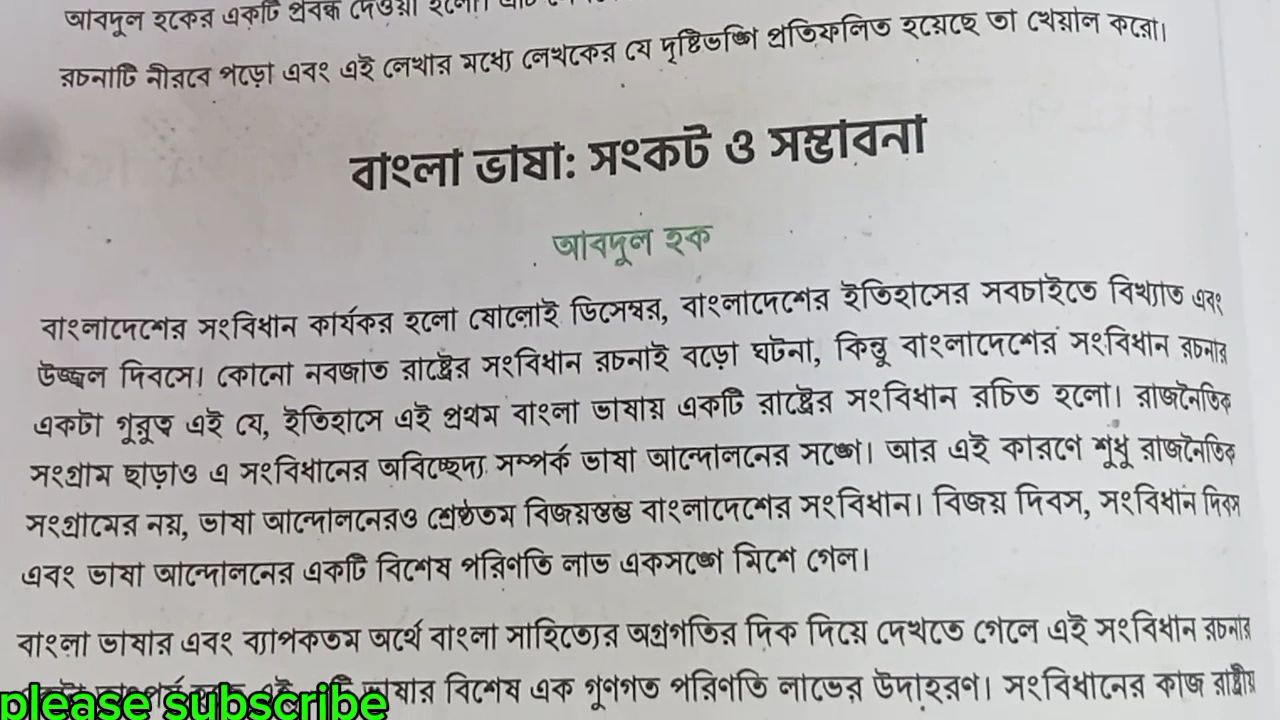 আবদুল হকের একটি প্রবন্ধ দেওয়া হলো।
রচনাটি নীরবে পড়ো এবং এই লেখার মধ্যে লেখকের যে দৃষ্টিভঙ্গি প্রতিফলিত হয়েছে তা খেয়াল করো।
বাংলা ভাষা: সংকট ও সম্ভাবনা
আবদুল হক
বাংলাদেশের সংবিধান কার্যকর হলো ষোলোই ডিসেম্বর, বাংলাদেশের ইতিহাসের সবচাইতে বিখ্যাত এবং
উজ্জ্বল দিবসে। কোনো নবজাত রাষ্ট্রের সংবিধান রচনাই বড়ো ঘটনা, কিন্তু বাংলাদেশের সংবিধান রচনার
একটা গুরুত্ব এই যে, ইতিহাসে এই প্রথম বাংলা ভাষায় একটি রাষ্ট্রের সংবিধান রচিত হলো। রাজনৈতিক
সংগ্রাম ছাড়াও এ সংবিধানের অবিচ্ছেদ্য সম্পর্ক ভাষা আন্দোলনের সঙ্গে। আর এই কারণে শুধু রাজনৈতিক
সংগ্রামের নয়, ভাষা আন্দোলনেরও শ্রেষ্ঠতম বিজয়স্তম্ভ বাংলাদেশের সংবিধান। বিজয় দিবস, সংবিধান দিবস
এবং ভাষা আন্দোলনের একটি বিশেষ পরিণতি লাভ একসঙ্গে মিশে গেল।
বাংলা ভাষার এবং ব্যাপকতম অর্থে বাংলা সাহিত্যের অগ্রগতির দিক দিয়ে দেখতে গেলে এই সংবিধান রচনার
ভাষার বিশেষ এক গুণগত পরিণতি লাভের উদাহরণ। সংবিধানের কাজ রাষ্ট্রীয়
please subscribe